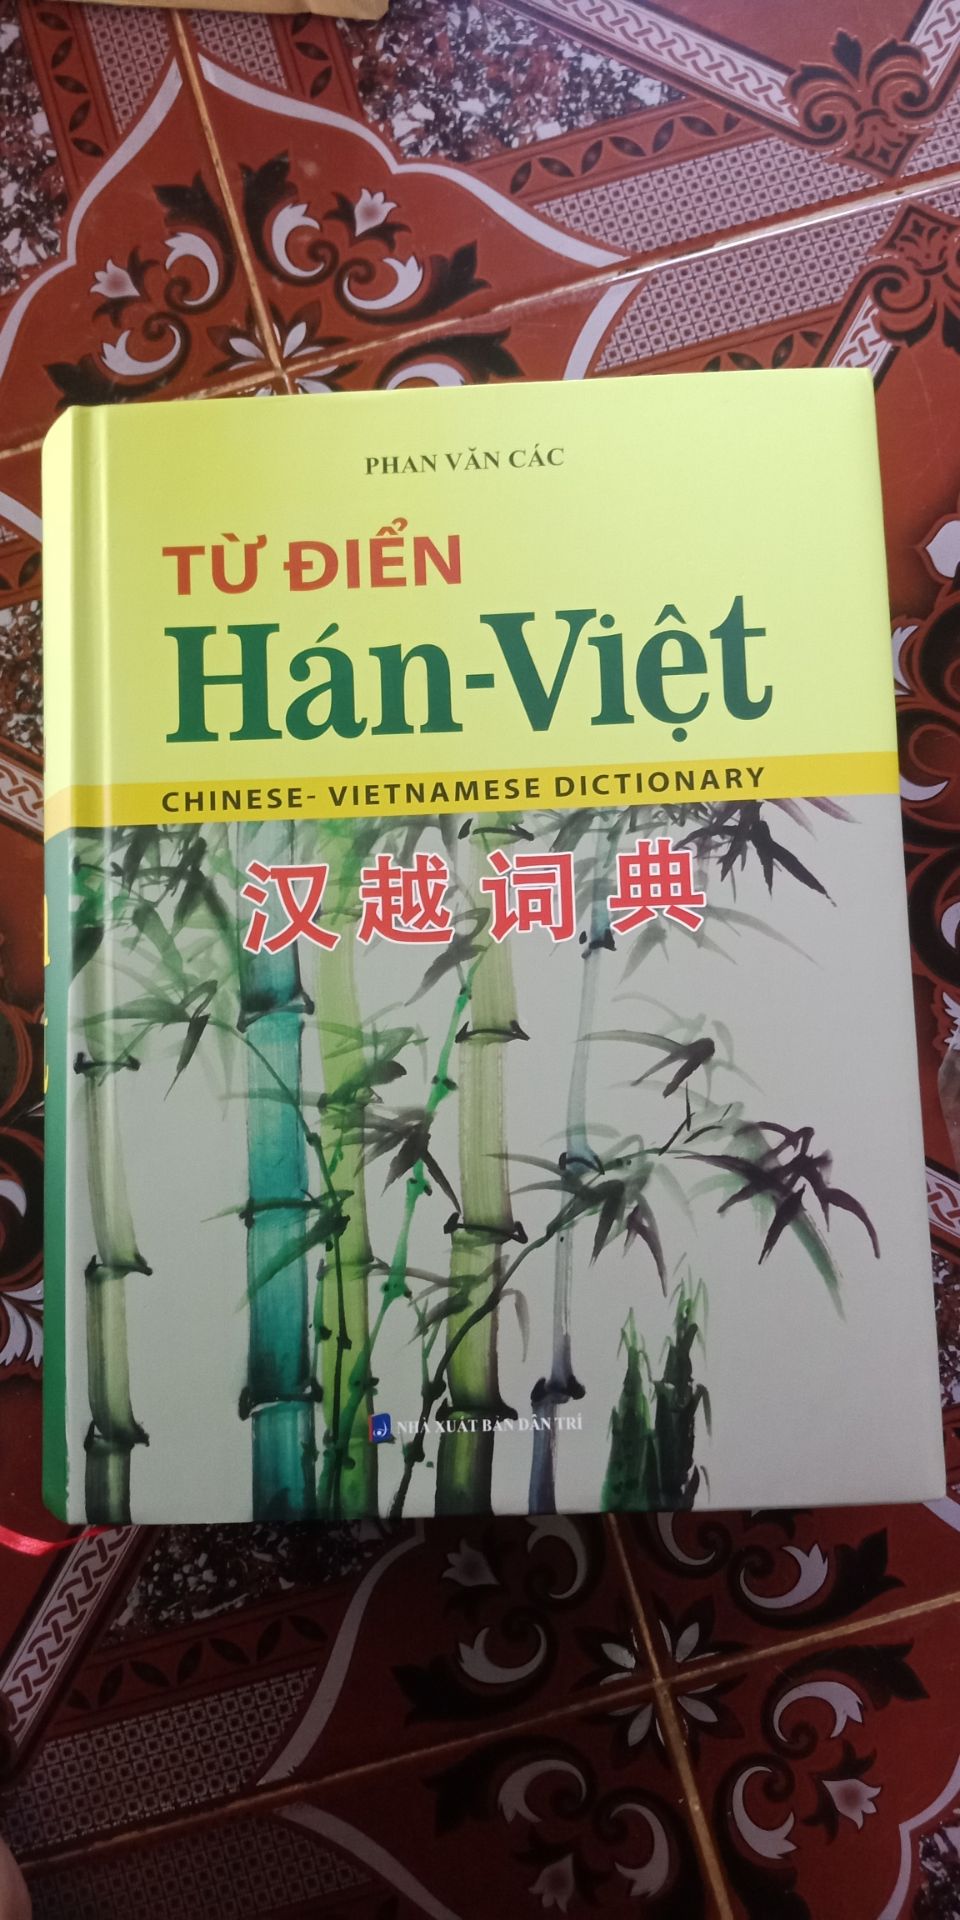 PHAN VĂN CÁC
TỪ ĐIỂN
Hán-Việt
CHINESE- VIETNAMESE DICTIONARY
汉越词典
NHÀ XUẤT BẢN DÂN TRÍ